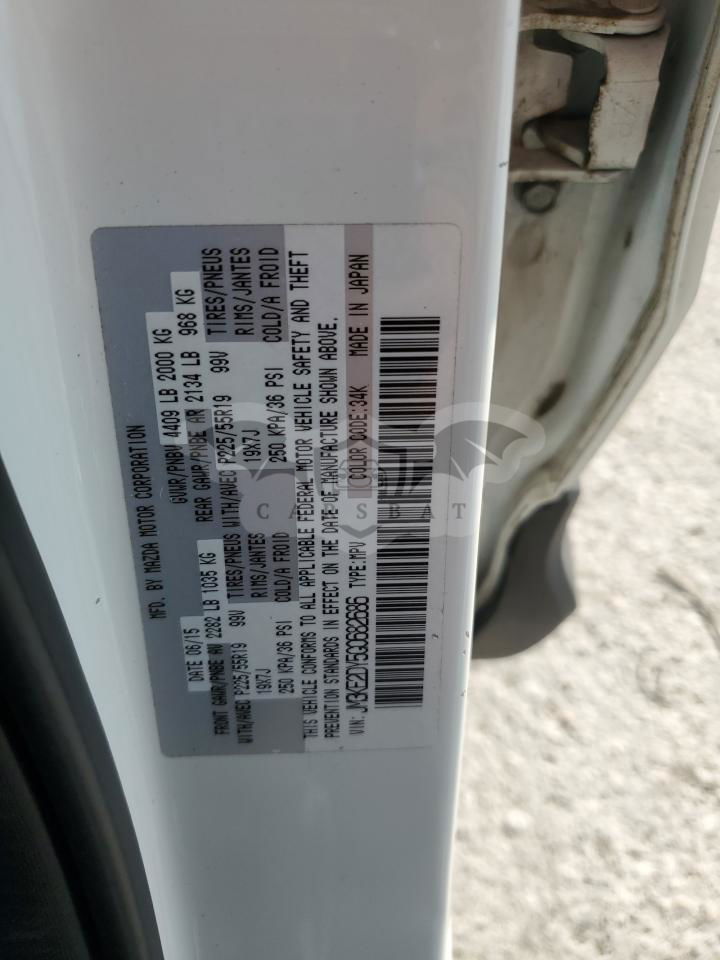 MFD. BY MAZDA MOTOR CORPORATION
DATE 06/15 GVWR/PNBV 4409 LB 2000 KG
FRONT GAWR/PNBE AV 2282 LB 1035 KG REAR GAWR/PNBE AR 2134 LB 968 KG
WITH/AVEC P225/55R19 99V TIRES/PNEUS WITH/AVEC P225/55R19 99V TIRES/PNEUS
19X7J RIMS/JANTES 19X7J RIMS/JANTES
250 KPA/36 PSI COLD/A FROID 250 KPA/36 PSI COLD/A FROID
THIS VEHICLE CONFORMS TO ALL APPLICABLE FEDERAL MOTOR VEHICLE SAFETY AND THEFT
PREVENTION STANDARDS IN EFFECT ON THE DATE OF MANUFACTURE SHOWN ABOVE.
VIN: JM3KE2DY5G0682686 TYPE:MPV COLOR CODE:34K MADE IN JAPAN
CARSBAT